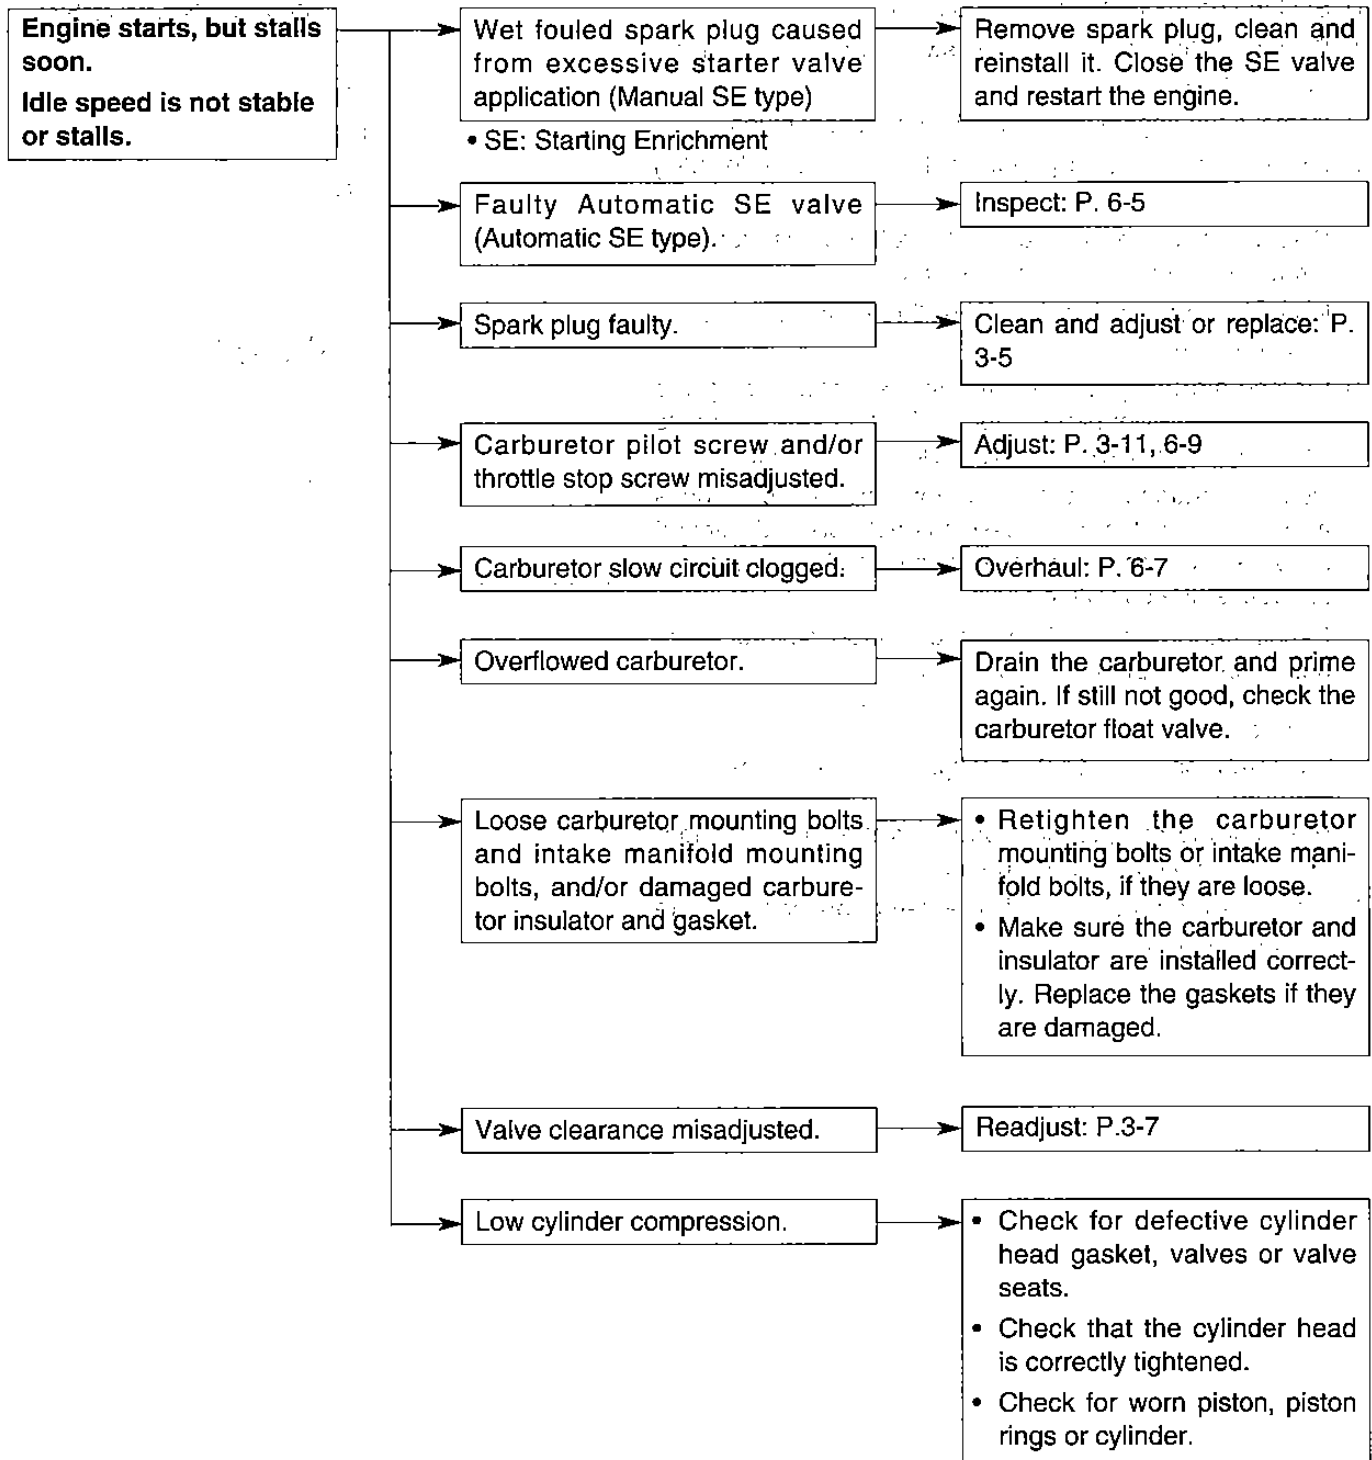 Engine starts, but stalls
soon.
Idle speed is not stable
or stalls.
Wet fouled spark plug caused
from excessive starter valve
application (Manual SE type)
• SE: Starting Enrichment
Remove spark plug, clean and
reinstall it. Close the SE valve
and restart the engine.
Faulty Automatic SE valve
(Automatic SE type).
Inspect: P. 6-5
Spark plug faulty.
Clean and adjust or replace: P.
3-5
Carburetor pilot screw and/or
throttle stop screw misadjusted.
Adjust: P. 3-11, 6-9
Carburetor slow circuit clogged.
Overhaul: P. 6-7
Overflowed carburetor.
Drain the carburetor and prime
again. If still not good, check the
carburetor float valve.
Loose carburetor mounting bolts
and intake manifold mounting
bolts, and/or damaged carbure-
tor insulator and gasket.
• Retighten the carburetor
mounting bolts or intake mani-
fold bolts, if they are loose.
• Make sure the carburetor and
insulator are installed correct-
ly. Replace the gaskets if they
are damaged.
Valve clearance misadjusted.
Readjust: P.3-7
Low cylinder compression.
• Check for defective cylinder
head gasket, valves or valve
seats.
• Check that the cylinder head
is correctly tightened.
• Check for worn piston, piston
rings or cylinder.